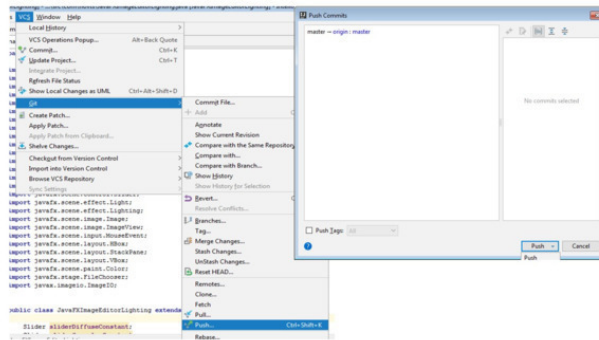 VCS Window Help
Local History
VCS Operations Popup... Alt+Back Quote
Commit... Ctrl+K
Update Project... Ctrl+T
Integrate Project...
Refresh File Status
Show Local Changes as UML Ctrl+Alt+Shift+D
Git
Create Patch...
Apply Patch...
Apply Patch from Clipboard...
Shelve Changes...
Checkout from Version Control
Import into Version Control
Browse VCS Repository
Sync Settings
Commit File...
Add
Annotate
Show Current Revision
Compare with the Same Repository
Compare with...
Compare with Branch...
Show History
Show History for Selection
Revert...
Resolve Conflicts...
Branches...
Tag...
Merge Changes...
Stash Changes...
UnStash Changes...
Reset HEAD...
Remotes...
Clone...
Fetch
Pull...
Push... Ctrl+Shift+K
Rebase...
import javafx.scene.effect.Light;
import javafx.scene.effect.Lighting;
import javafx.scene.image.Image;
import javafx.scene.image.ImageView;
import javafx.scene.input.MouseEvent;
import javafx.scene.layout.HBox;
import javafx.scene.layout.StackPane;
import javafx.scene.layout.VBox;
import javafx.scene.paint.Color;
import javafx.stage.FileChooser;
import javax.imageio.ImageIO;
public class JavaFXImageEditorLighting extends
Slider sliderDiffuseConstant;
Push Commits
master → origin : master
No commits selected
Push Tags: All
Push Cancel
Push